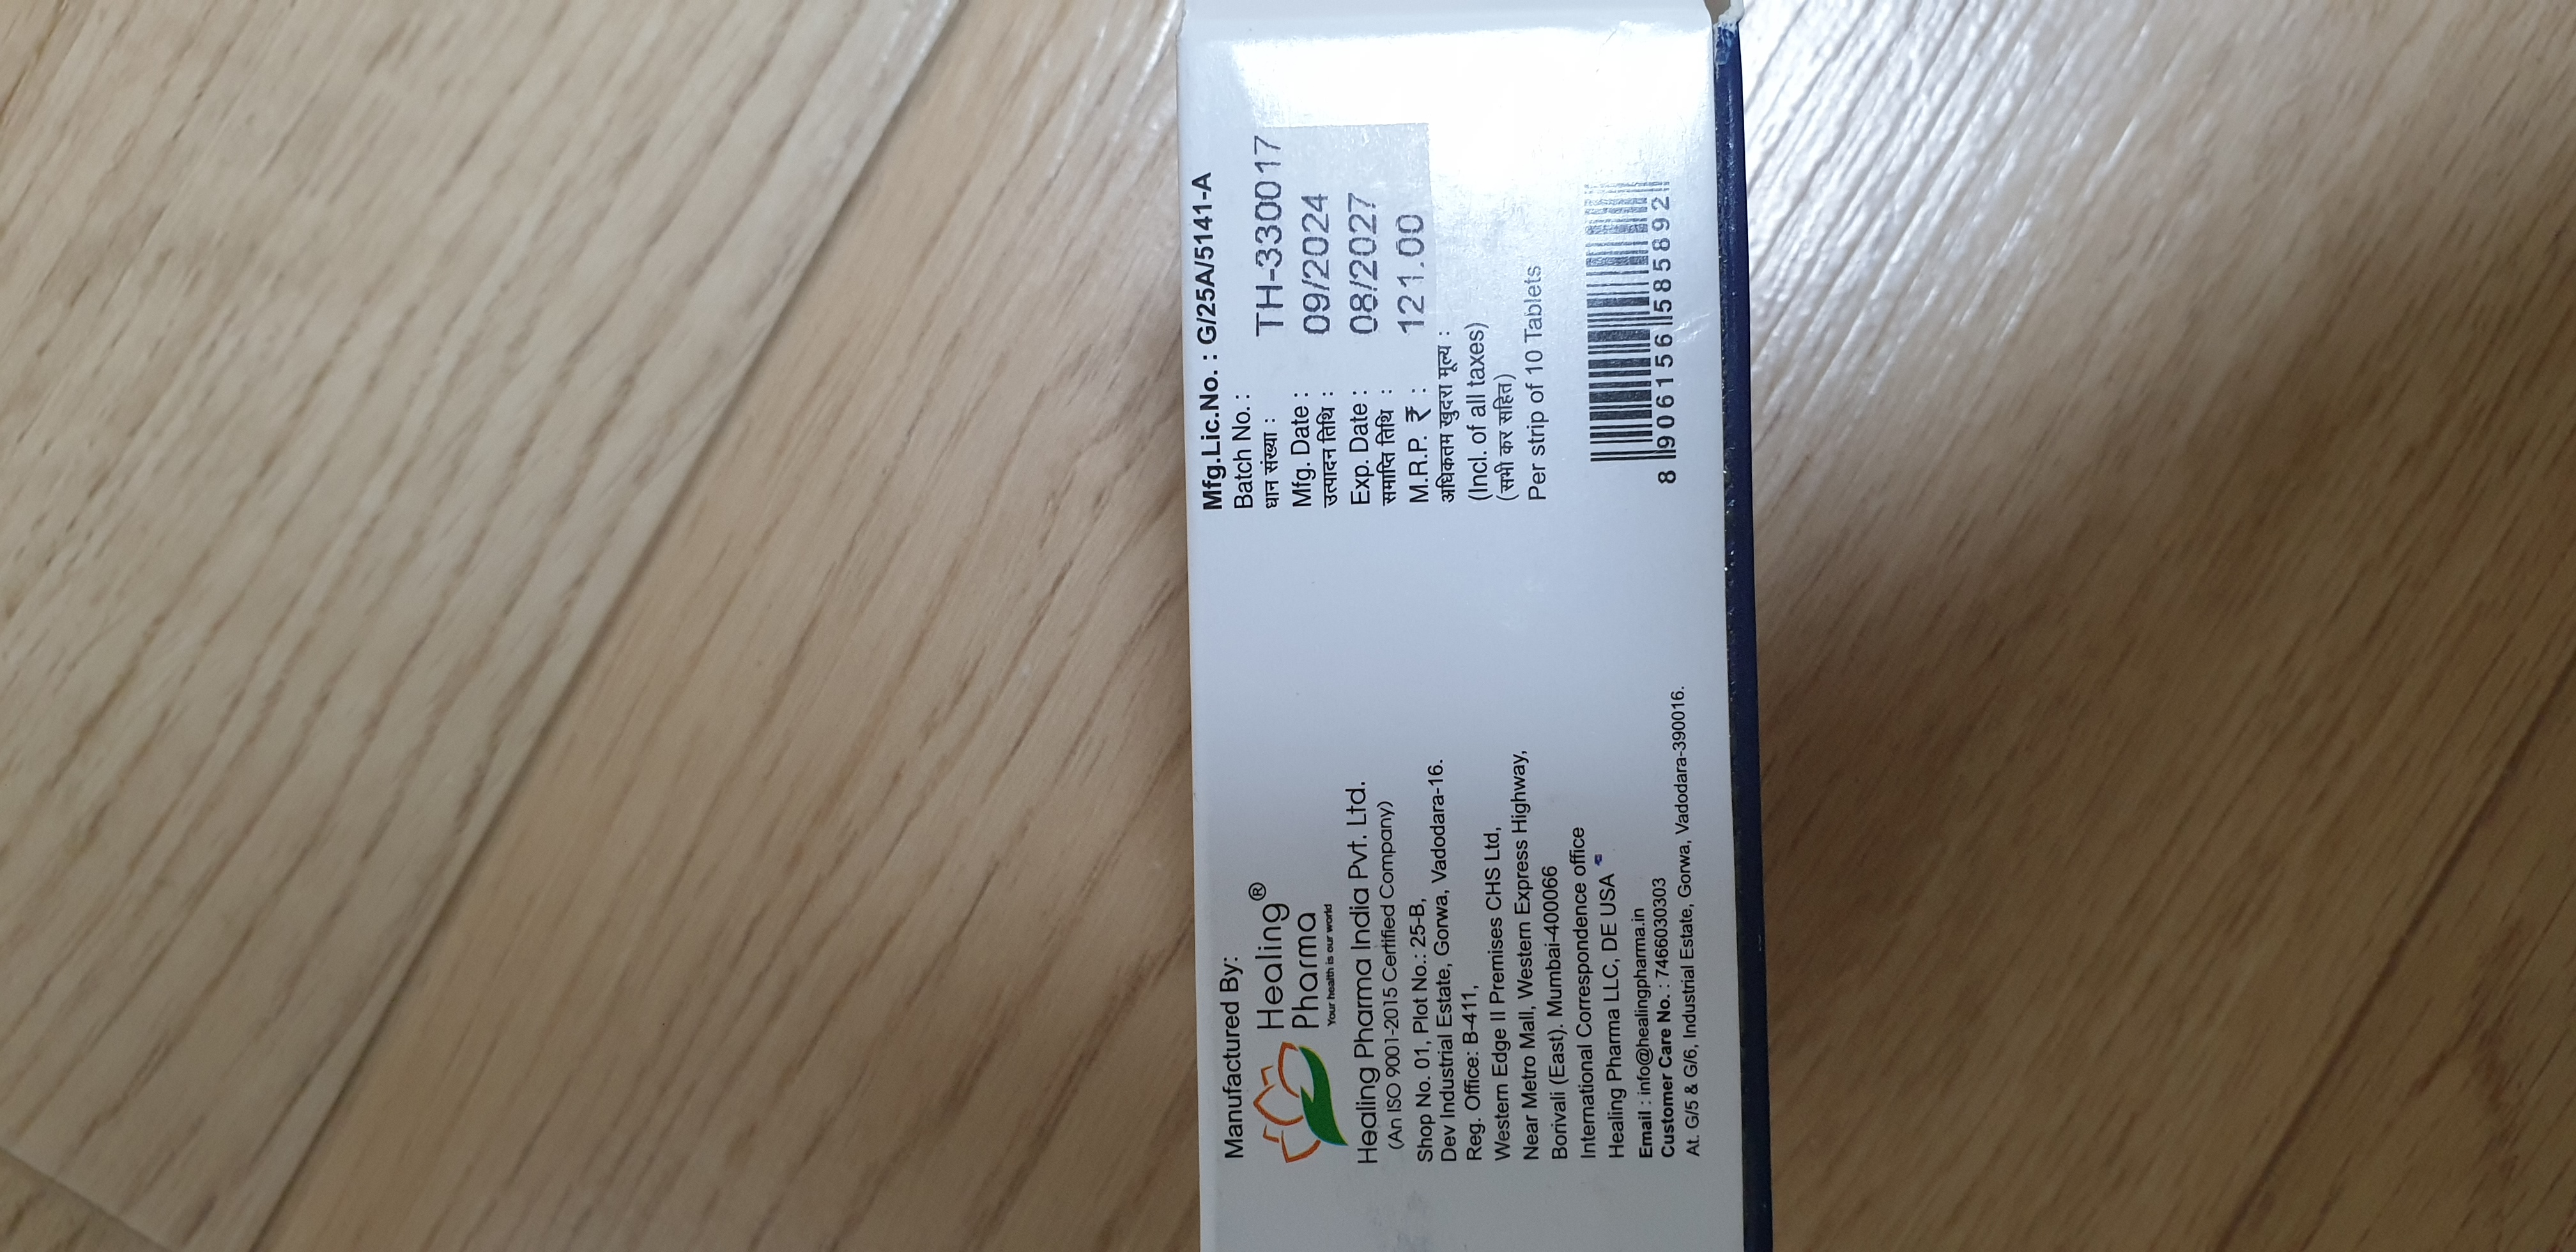 Mfg.Lic.No. : G/25A/5141-A
Batch No. : TH-330017
धान संख्या :
Mfg. Date : 09/2024
उत्पादन तिथि :
Exp. Date : 08/2027
समाप्ति तिथि :
M.R.P. ₹ : 121.00
अधिकतम खुदरा मूल्य :
(Incl. of all taxes)
(सभी कर सहित)
Per strip of 10 Tablets
8 906156 585892
Manufactured By:
Healing®
Pharma
Your health is our world
Healing Pharma India Pvt. Ltd.
(An ISO 9001-2015 Certified Company)
Shop No. 01, Plot No.: 25-B,
Dev Industrial Estate, Gorwa, Vadodara-16.
Reg. Office: B-411,
Western Edge II Premises CHS Ltd,
Near Metro Mall, Western Express Highway,
Borivali (East). Mumbai-400066
International Correspondence office
Healing Pharma LLC, DE USA
Email : info@healingpharma.in
Customer Care No. : 7466030303
At. G/5 & G/6, Industrial Estate, Gorwa, Vadodara-390016.